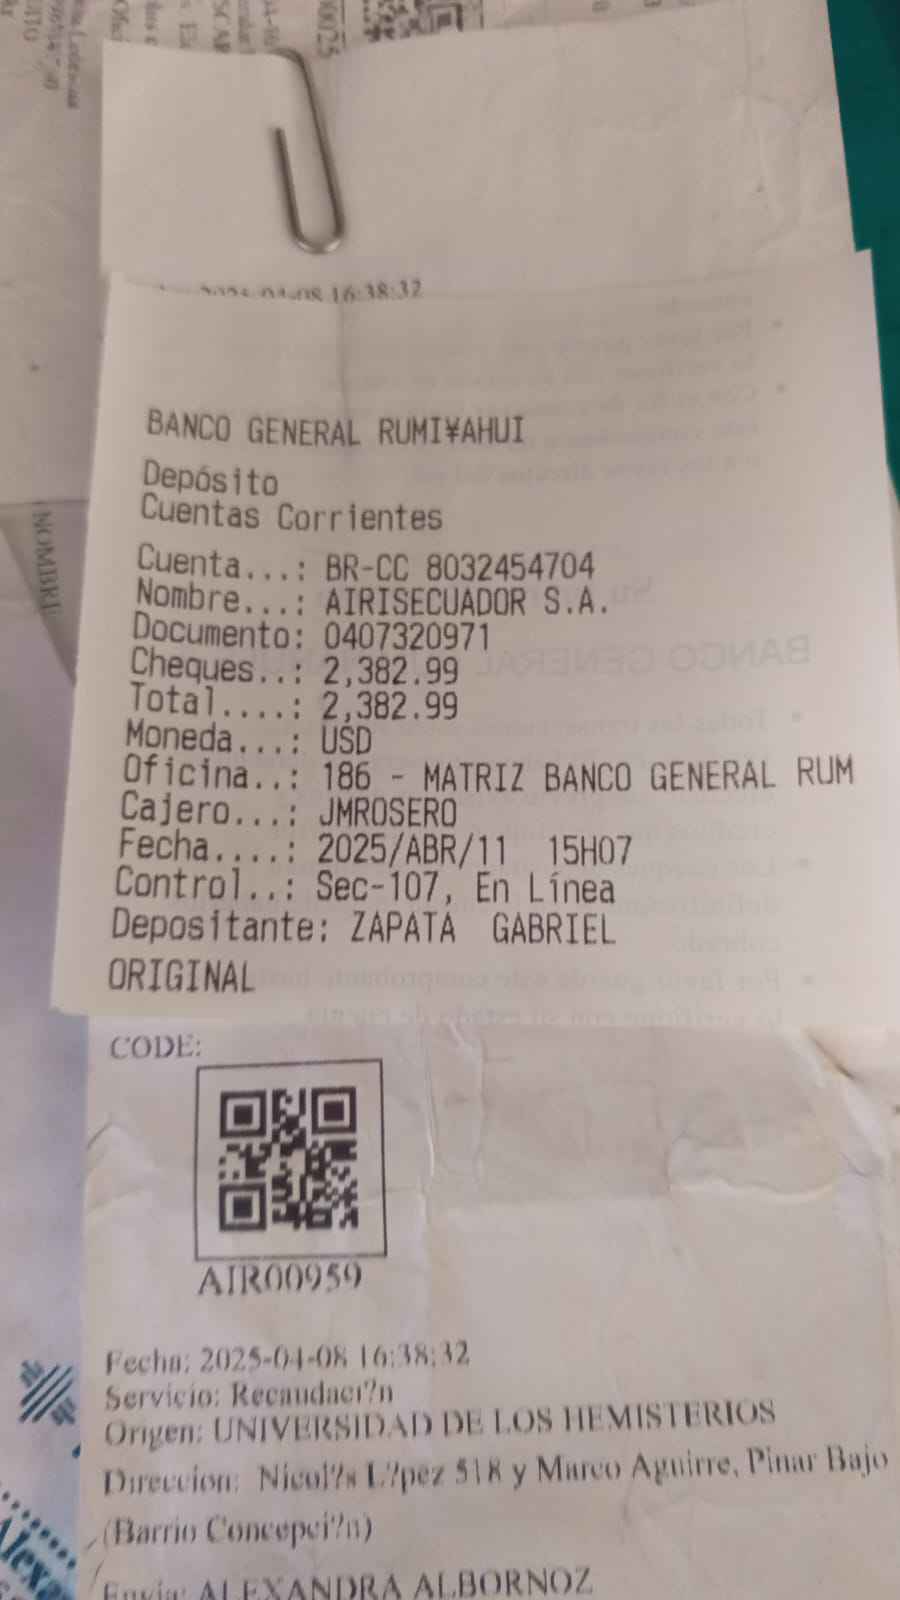 16:38:32
BANCO GENERAL RUMI¥AHUI
Depósito
Cuentas Corrientes
Cuenta...: BR-CC 8032454704
Nombre...: AIRISECUADOR S.A.
Documento: 0407320971
Cheques..: 2,382.99
Total....: 2,382.99
Moneda...: USD
Oficina..: 186 - MATRIZ BANCO GENERAL RUM
Cajero...: JMROSERO
Fecha....: 2025/ABR/11 15H07
Control..: Sec-107, En Línea
Depositante: ZAPATA GABRIEL
ORIGINAL
CODE:
AIR00959
Fecha: 2025-04-08 16:38:32
Servicio: Recaudaci?n
Origen: UNIVERSIDAD DE LOS HEMISTERIOS
Direccion: Nicol?s L?pez 518 y Marco Aguirre, Pinar Bajo
(Barrio Concepci?n)
Envia: ALEXANDRA ALBORNOZ
NOMBRE